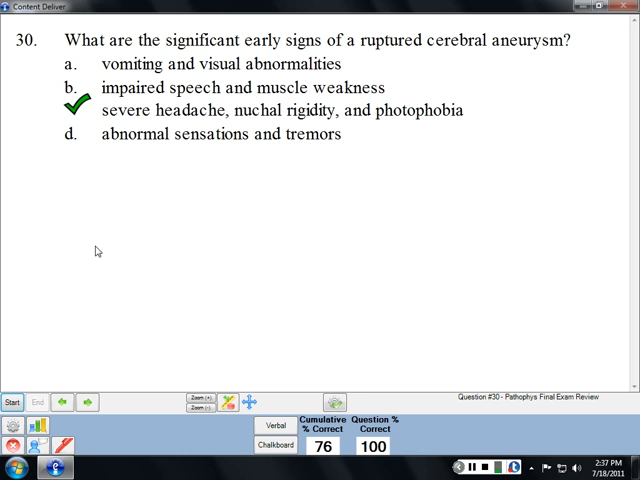 Content Deliver
30. What are the significant early signs of a ruptured cerebral aneurysm?
a. vomiting and visual abnormalities
b. impaired speech and muscle weakness
severe headache, nuchal rigidity, and photophobia
d. abnormal sensations and tremors
Start End Zoom (+) Zoom (-) Question #30 - Pathophys Final Exam Review
Verbal Cumulative % Correct Question % Correct
Chalkboard 76 100
2:37 PM
7/18/2011